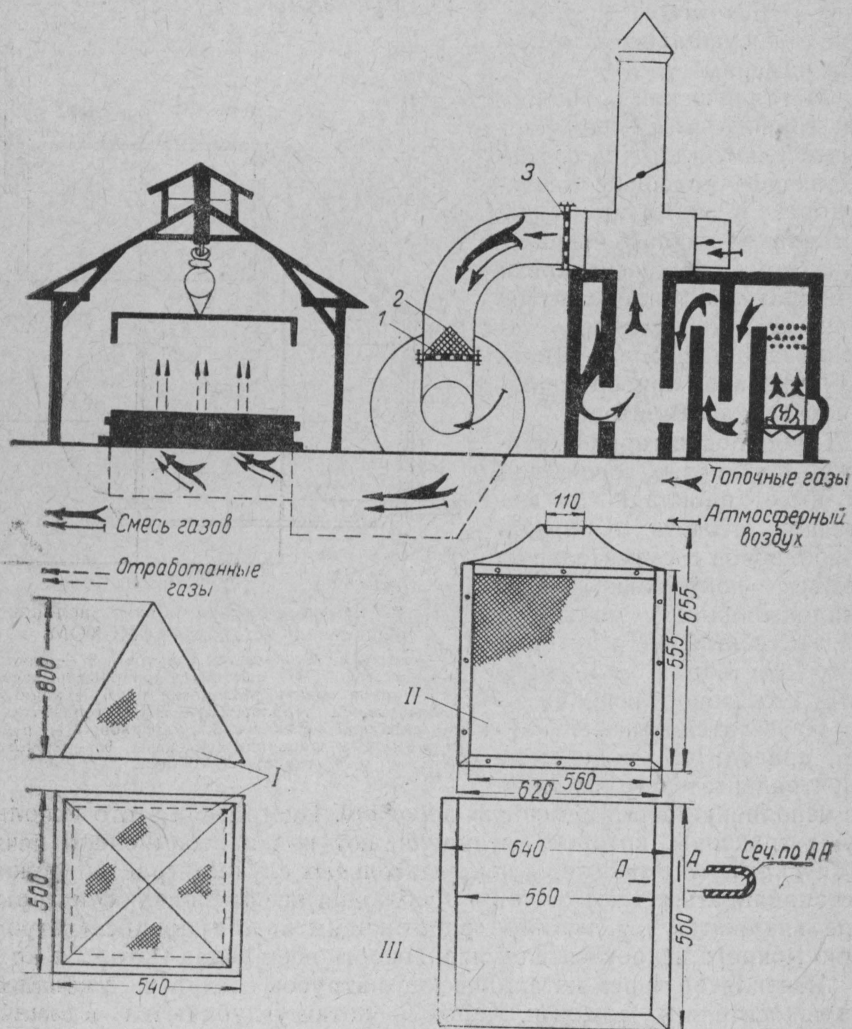 3
2
1
Топочные газы
Смесь газов
110
Атмосферный
воздух
Отработанные
газы
800
655
555
II
I
560
620
500
640
А
А
Сеч. по АА
560
560
III
540